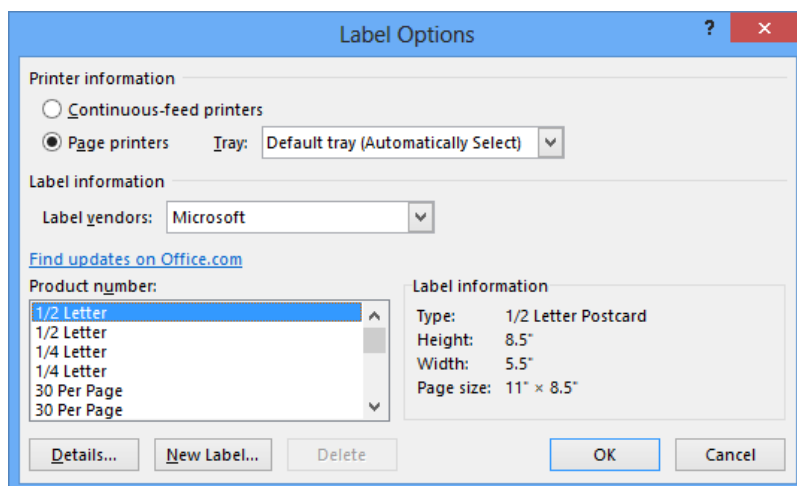 Label Options
?
Printer information
Continuous-feed printers
Page printers Tray: Default tray (Automatically Select)
Label information
Label vendors: Microsoft
Find updates on Office.com
Product number:
1/2 Letter
1/2 Letter
1/4 Letter
1/4 Letter
30 Per Page
30 Per Page
Label information
Type: 1/2 Letter Postcard
Height: 8.5"
Width: 5.5"
Page size: 11" × 8.5"
Details... New Label... Delete OK Cancel